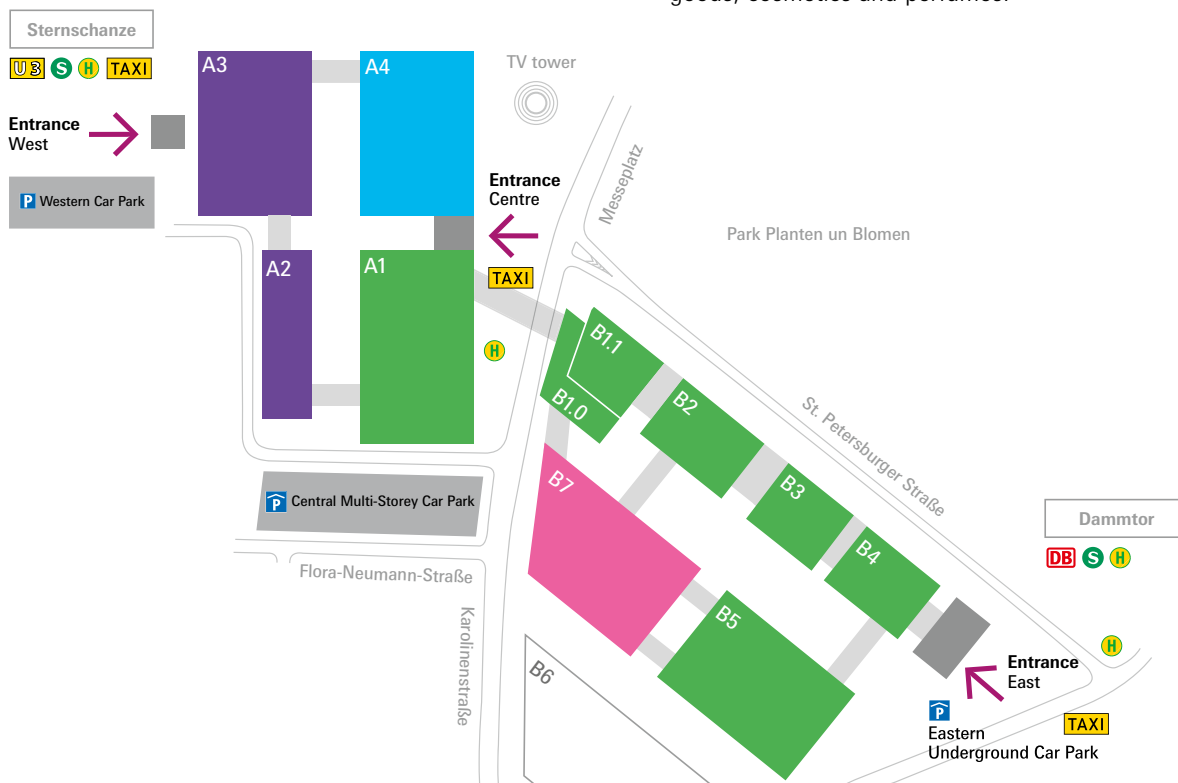 Sternschanze
U3 S H TAXI
Entrance
West
P Western Car Park
A3
A4
TV tower
Entrance
Centre
Messeplatz
Park Planten un Blomen
A2
A1
TAXI
H
B1.1
B1.0
B2
B3
B4
St. Petersburger Straße
B7
P Central Multi-Storey Car Park
Flora-Neumann-Straße
Karolinenstraße
B5
B6
Dammtor
DB S H
H
Entrance
East
P
Eastern
Underground Car Park
TAXI